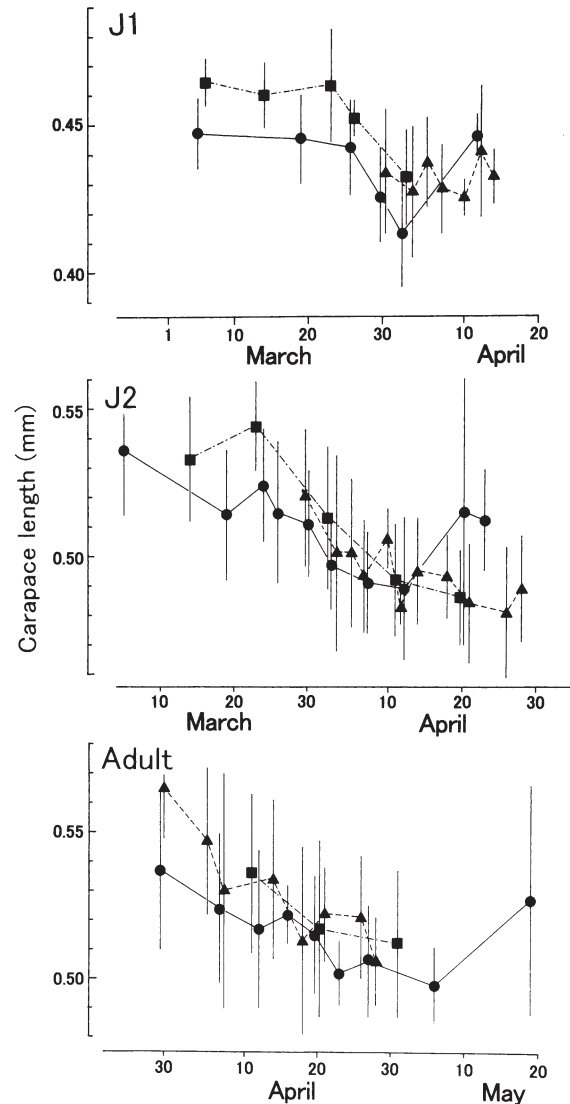 J1
0.45
0.40
1 10 20 30 10 20
March April
Carapace length (mm)
J2
0.55
0.50
10 20 30 10 20 30
March April
Adult
0.55
0.50
30 10 20 30 10 20
April May